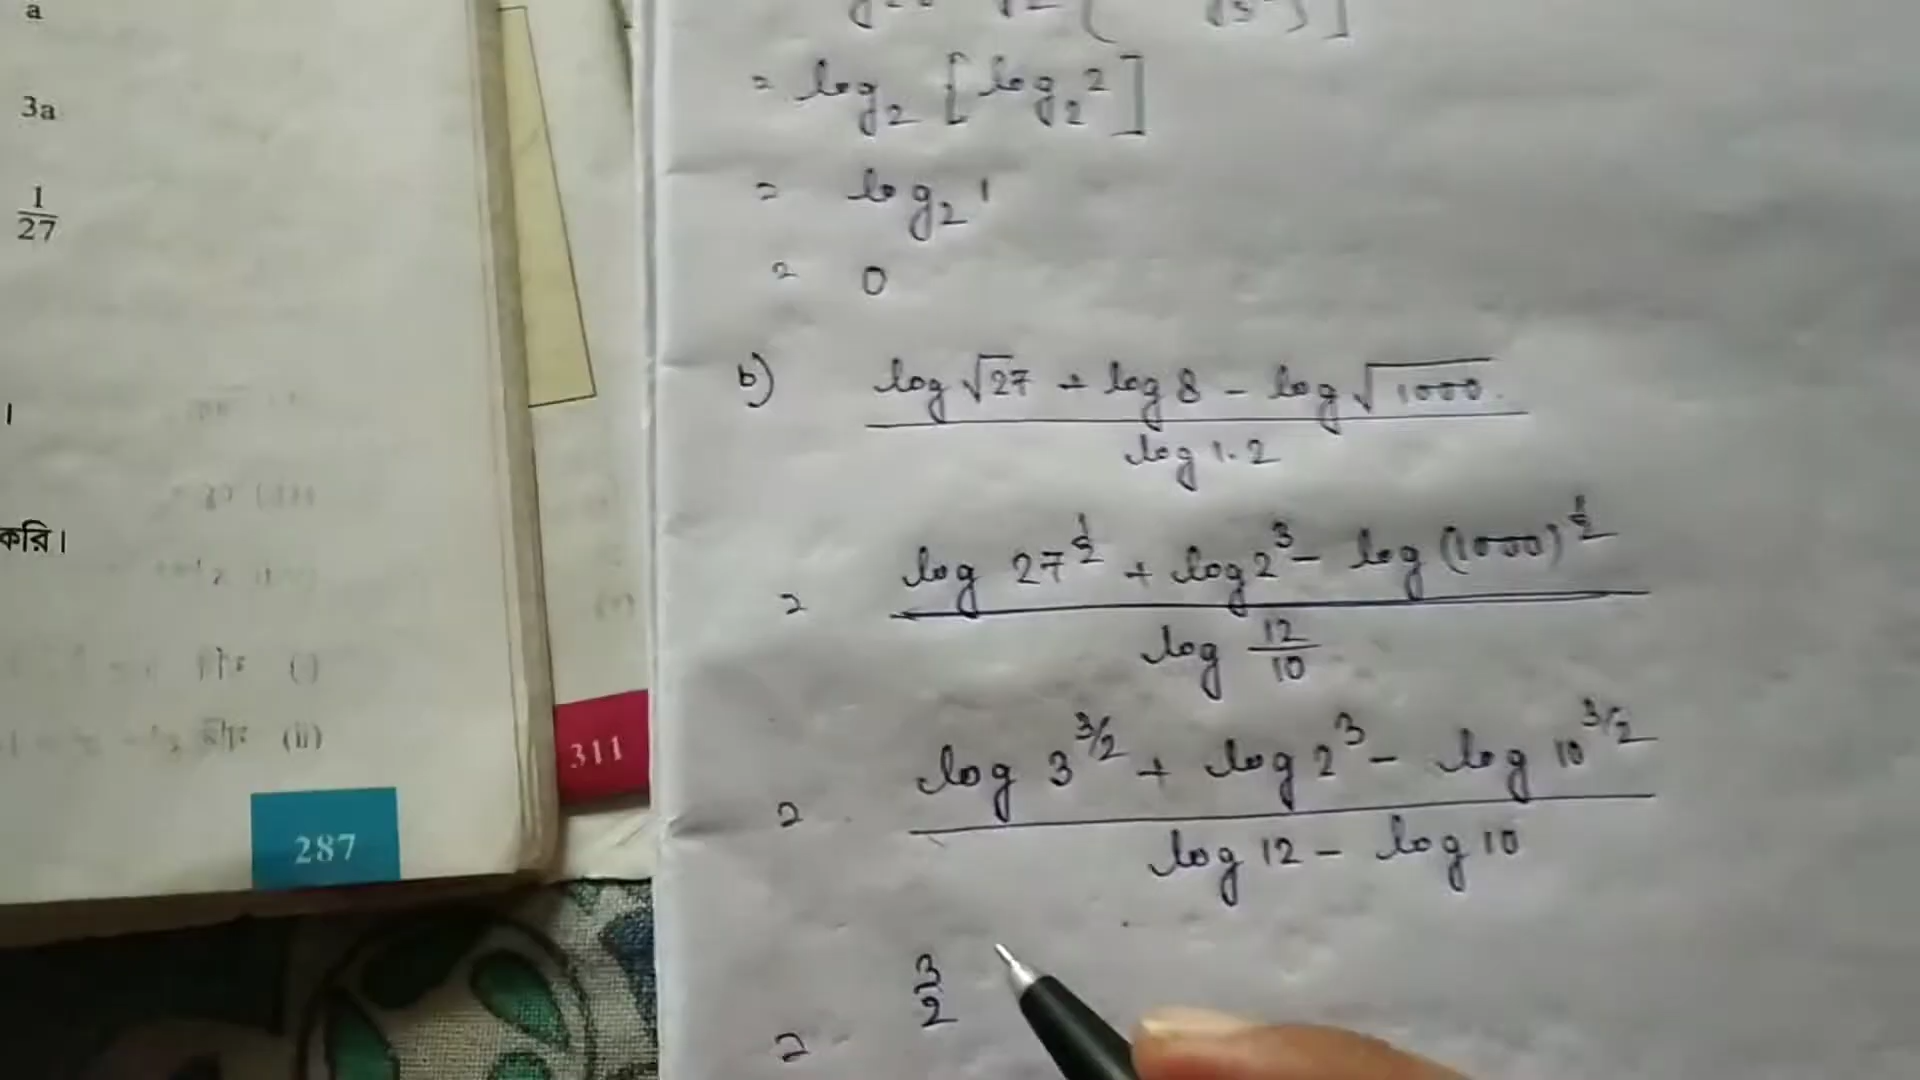 a
3a
1/27
।
করি।
287
311
= log₂ [log₂ 2]
= log₂ 1
= 0
b) (log √27 + log 8 - log √1000) / log 1.2
= (log 27^(1/2) + log 2³ - log (1000)^(1/2)) / log 12/10
= (log 3^(3/2) + log 2³ - log 10^(3/2)) / (log 12 - log 10)
= 3/2